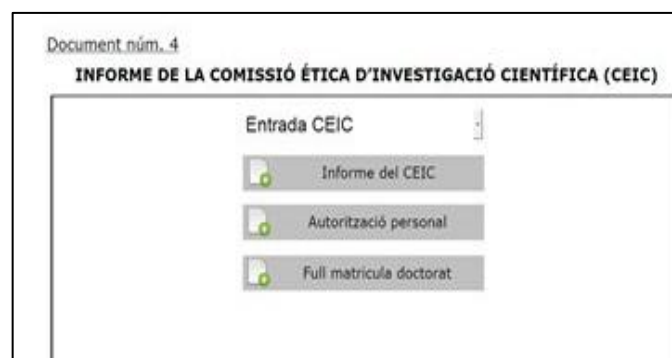 Document núm. 4
INFORME DE LA COMISSIÓ ÉTICA D'INVESTIGACIÓ CIENTÍFICA (CEIC)
Entrada CEIC
Informe del CEIC
Autorització personal
Full matricula doctorat